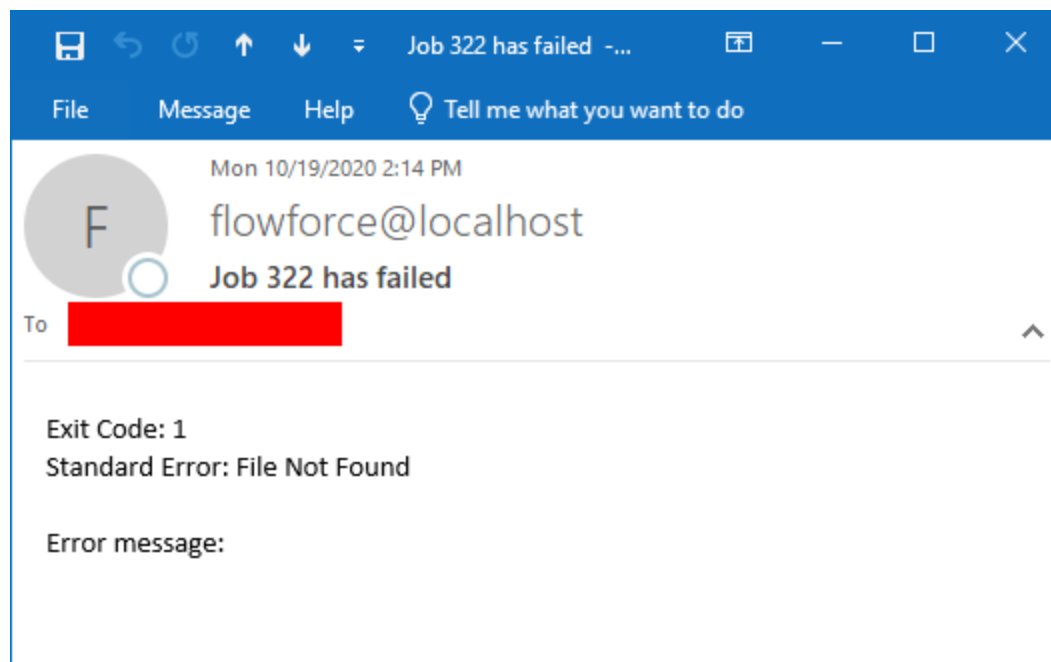 Job 322 has failed -...
File Message Help Tell me what you want to do
Mon 10/19/2020 2:14 PM
F
flowforce@localhost
Job 322 has failed
To
Exit Code: 1
Standard Error: File Not Found
Error message: